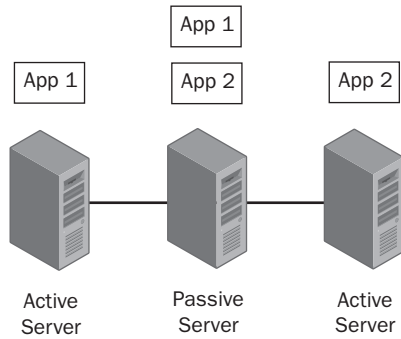 App 1
App 1
App 2
App 2
Active
Server
Passive
Server
Active
Server